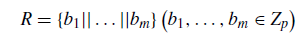 R = {b₁||...||bₘ} (b₁, ..., bₘ ∈ Zₚ)